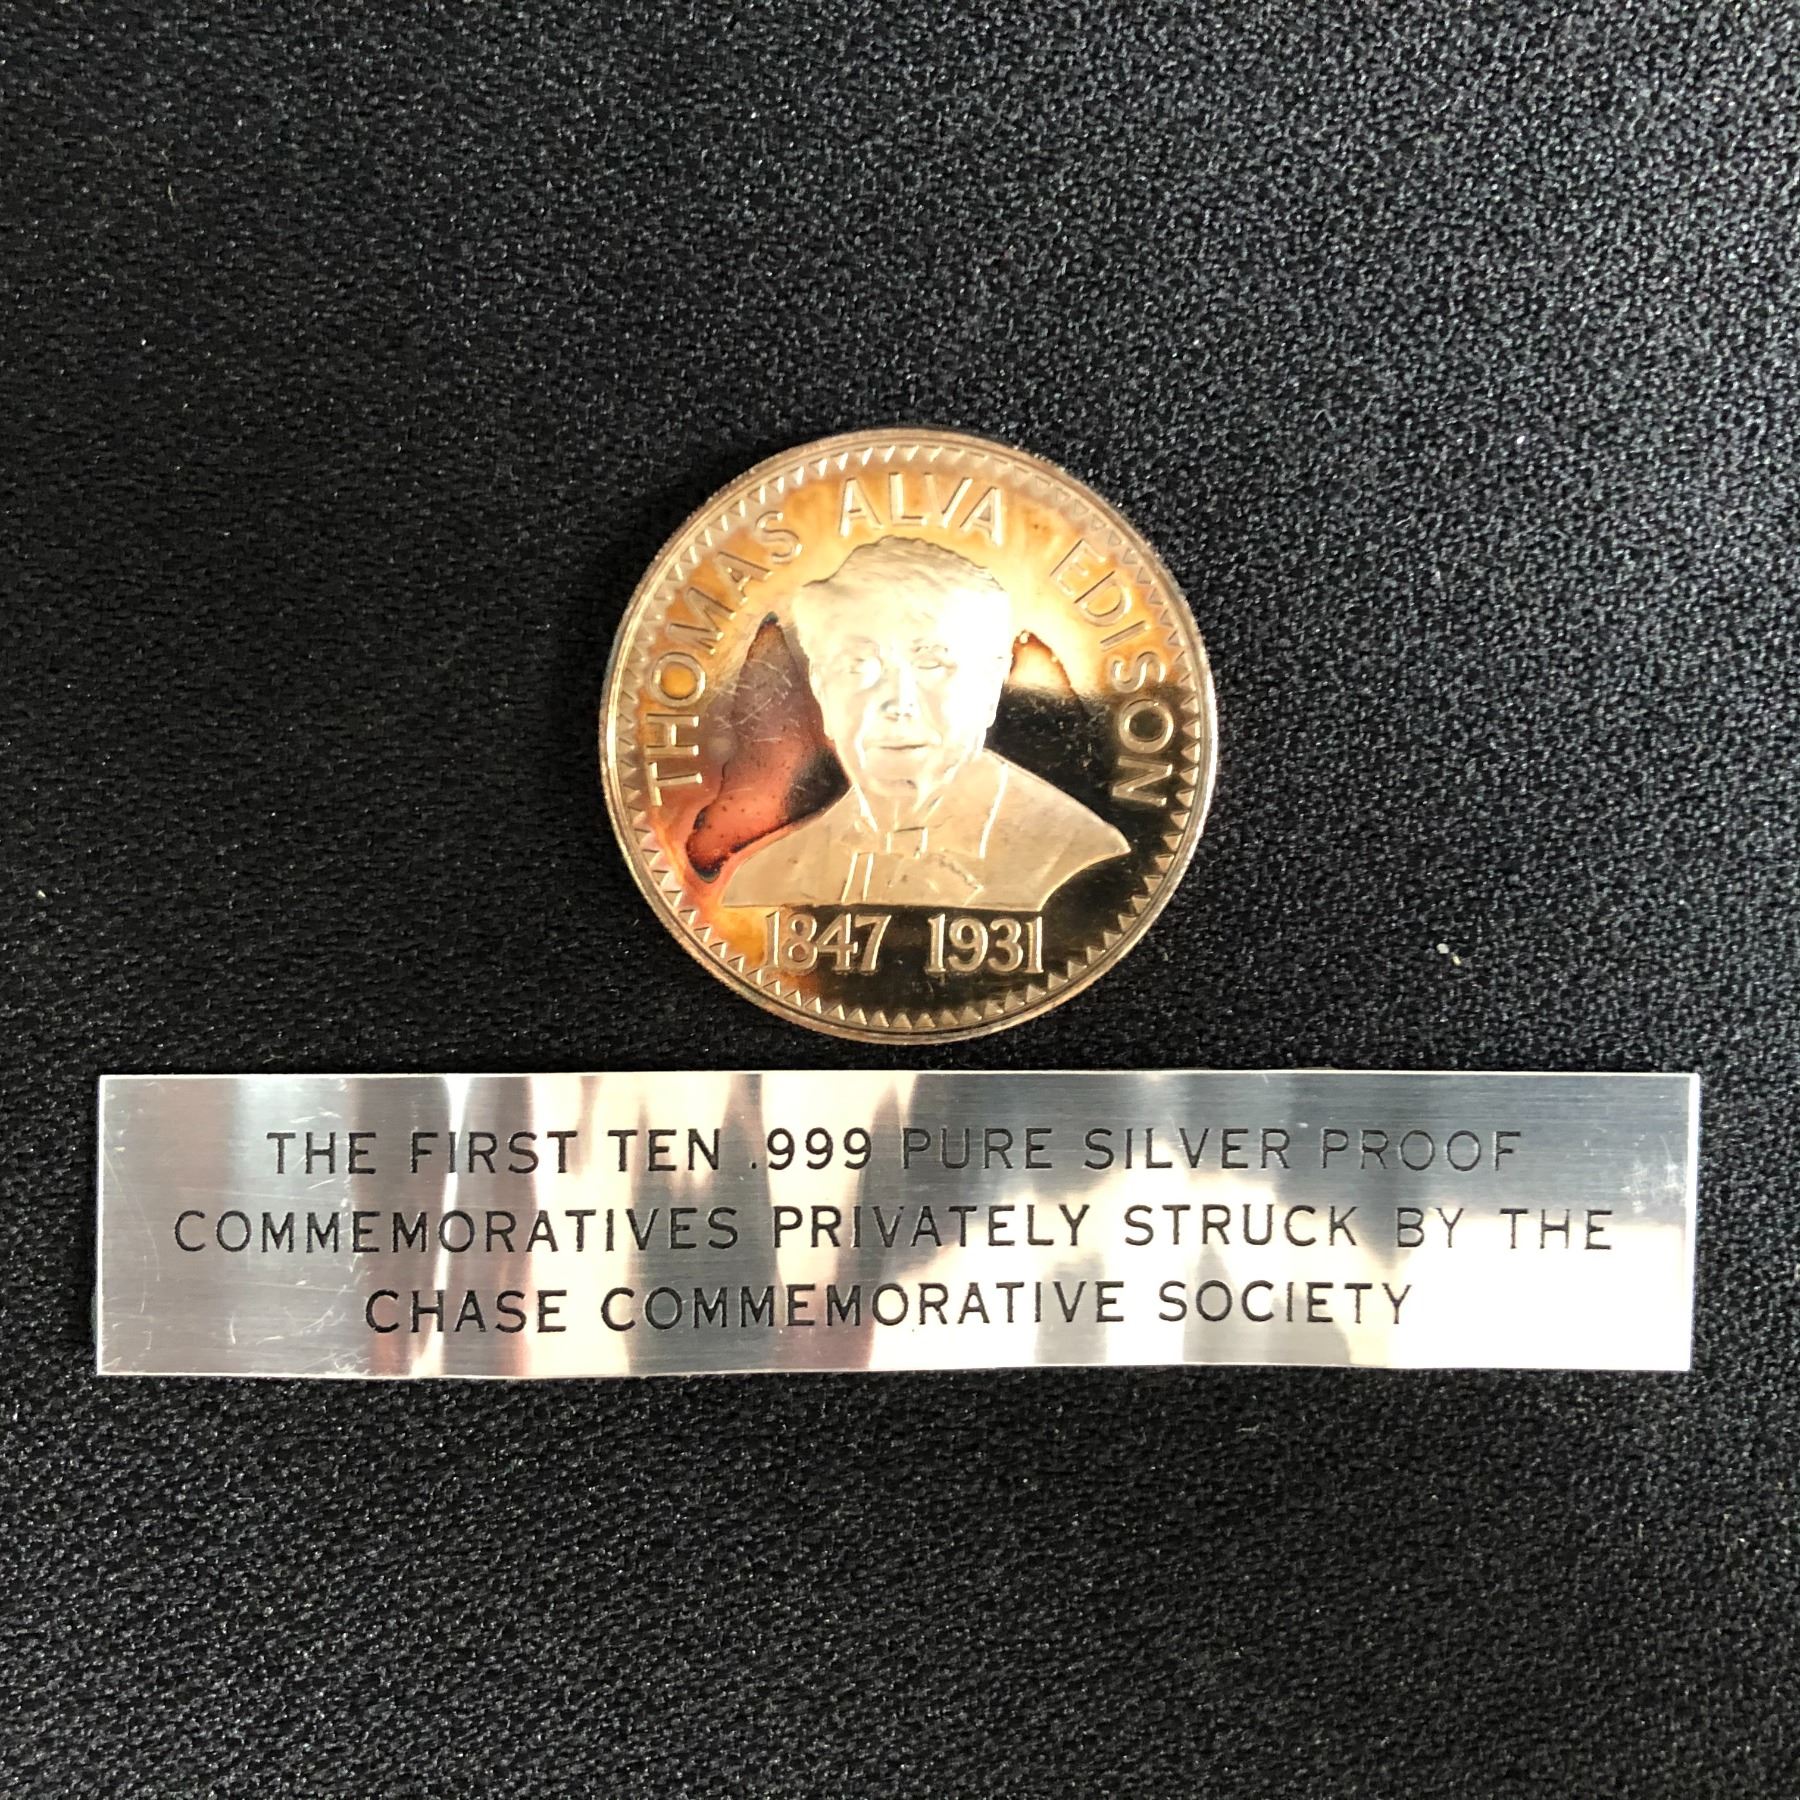 THOMAS ALVA EDISON
1847 1931
THE FIRST TEN .999 PURE SILVER PROOF
COMMEMORATIVES PRIVATELY STRUCK BY THE
CHASE COMMEMORATIVE SOCIETY